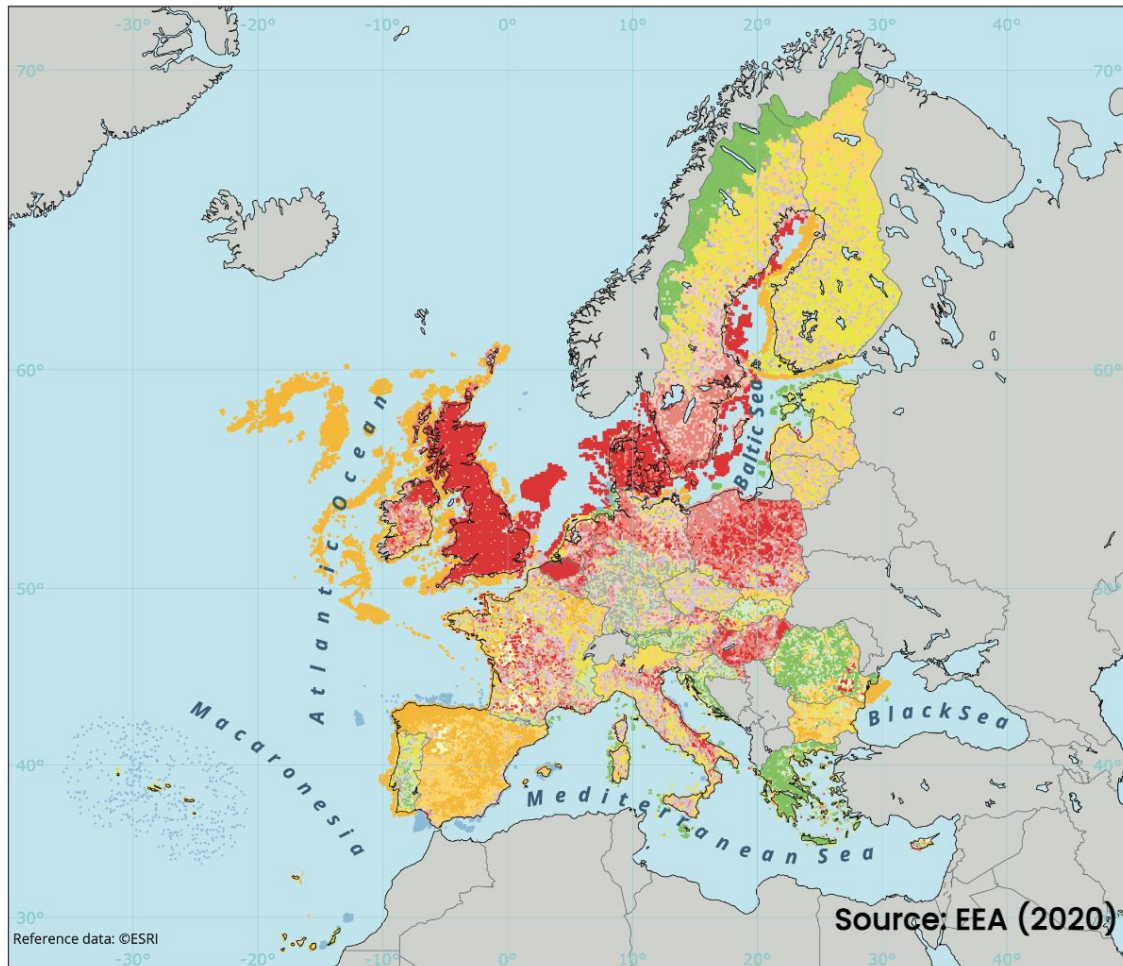 -30° -20° -10° 0° 10° 20° 30° 40°
70° 70°
60° 60°
Baltic Sea
Atlantic Ocean
50° 50°
Macaronesia
BlackSea
40° 40°
Mediterranean Sea
30° 30°
Source: EEA (2020)
Reference data: ©ESRI
-30° -20° -10° 0° 10° 20° 30° 40°